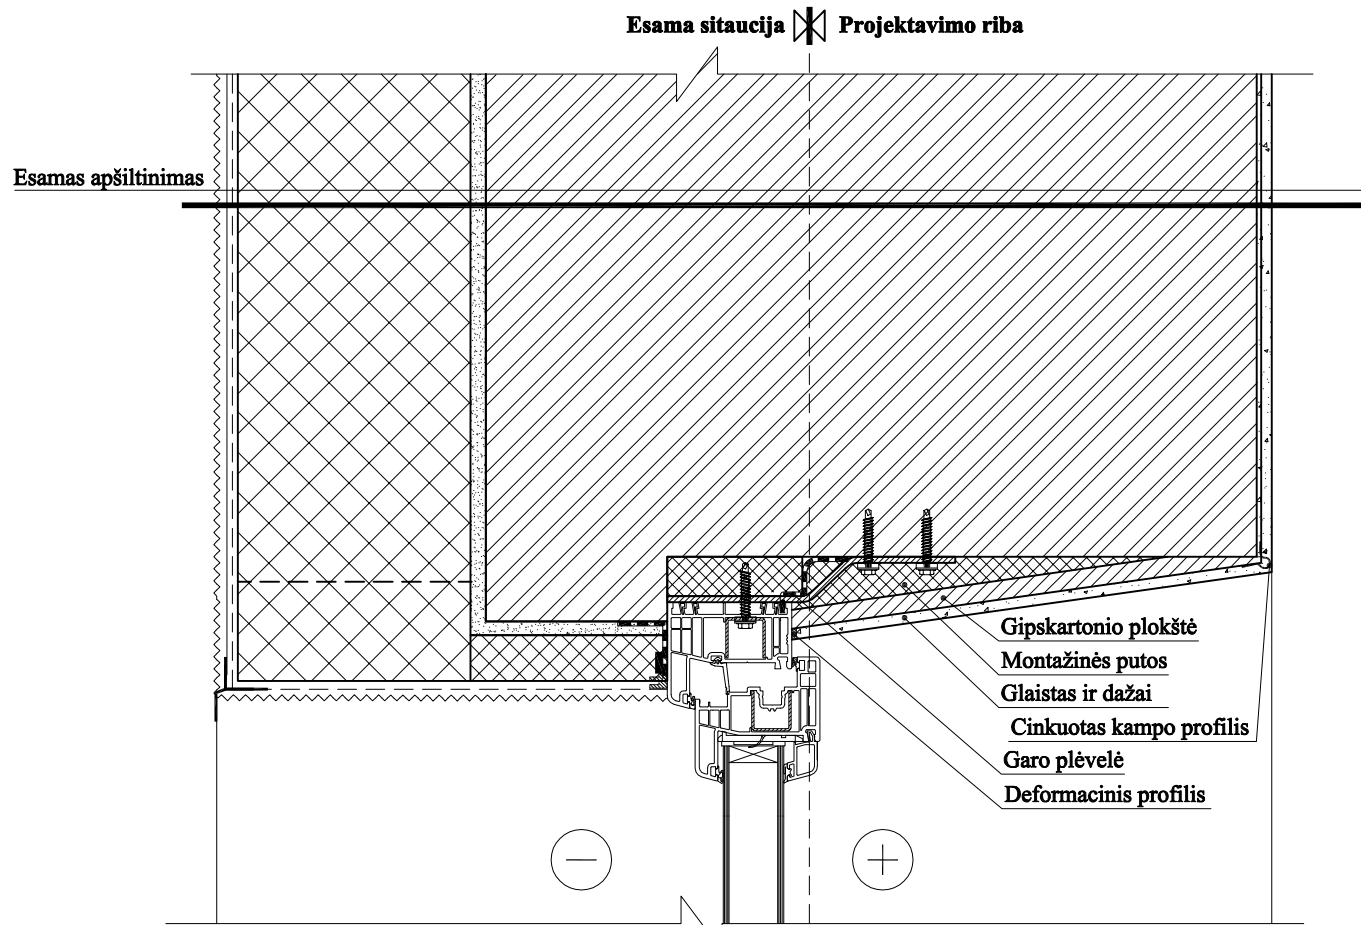 Esama sitaucija Projektavimo riba
Esamas apšiltinimas
Gipskartonio plokštė
Montažinės putos
Glaistas ir dažai
Cinkuotas kampo profilis
Garo plėvelė
Deformacinis profilis